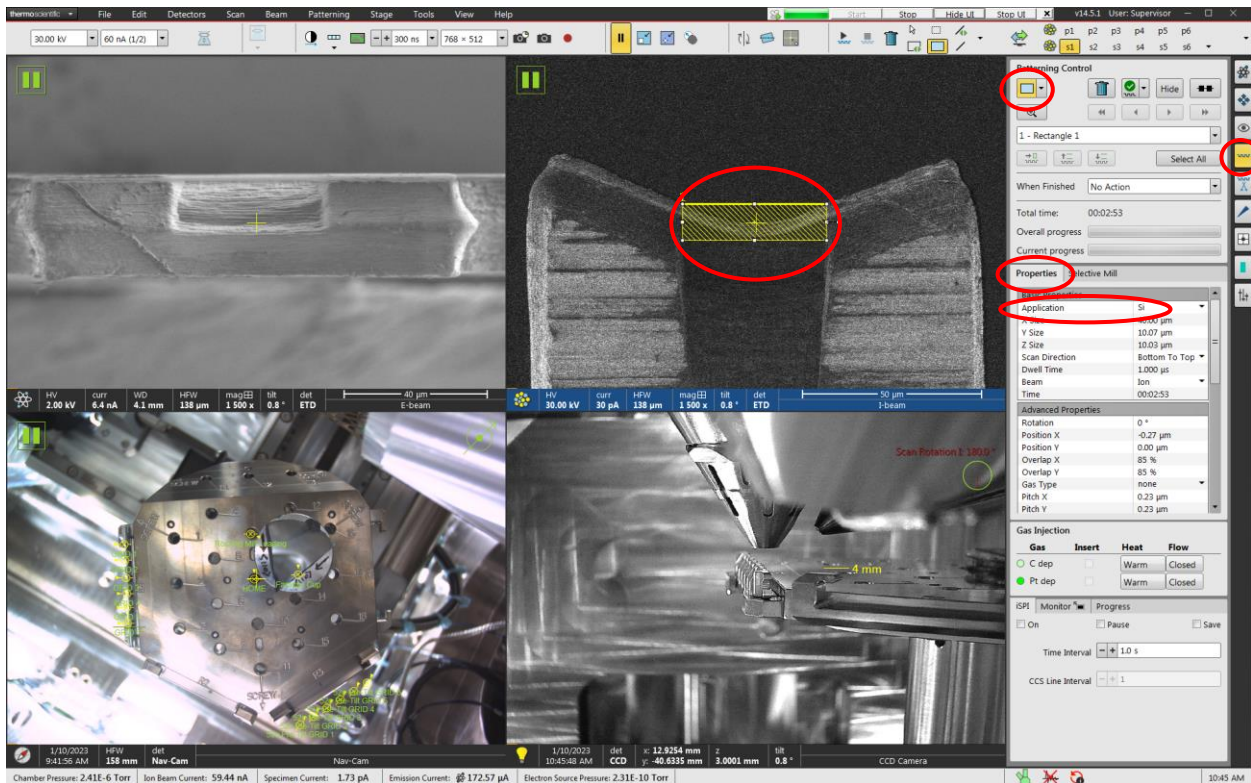 thermoscientific File Edit Detectors Scan Beam Patterning Stage Tools View Help Start Stop Hide UI Stop UI X v14.5.1 User: Supervisor
30.00 kV 60 nA (1/2) 300 ns 768 × 512 p1 p2 p3 p4 p5 p6
s1 s2 s3 s4 s5 s6
Patterning Control
Hide
1 - Rectangle 1
Select All
When Finished No Action
Total time: 00:02:53
Overall progress
Current progress
Properties Selective Mill
Basic Properties
Application Si
X Size
Y Size 10.07 µm
Z Size 10.03 µm
Scan Direction Bottom To Top
Dwell Time 1.000 µs
Beam Ion
Time 00:02:53
Advanced Properties
Rotation 0 °
Position X -0.27 µm
Position Y 0.00 µm
Overlap X 85 %
Overlap Y 85 %
Gas Type none
Pitch X 0.23 µm
Pitch Y 0.23 µm
Gas Injection
Gas Insert Heat Flow
C dep Warm Closed
Pt dep Warm Closed
iSPI Monitor Progress
On Pause Save
Time Interval 1.0 s
CCS Line Interval 1
HV curr WD HFW mag tilt det 40 µm
2.00 kV 6.4 nA 4.1 mm 138 µm 1 500 x 0.8 ° ETD E-beam
HV curr HFW mag tilt det 50 µm
30.00 kV 30 pA 138 µm 1 500 x 0.8 ° ETD I-beam
HOME
SCREW
Scan Rotation I: 180.0 °
4 mm
1/10/2023 HFW det
9:41:56 AM 158 mm Nav-Cam Nav-Cam
1/10/2023 det x: 12.9254 mm z tilt
10:45:48 AM CCD y: -40.6335 mm 3.0001 mm 0.8 ° CCD Camera
Chamber Pressure: 2.41E-6 Torr Ion Beam Current: 59.44 nA Specimen Current: 1.73 pA Emission Current: 172.57 µA Electron Source Pressure: 2.31E-10 Torr 10:45 AM